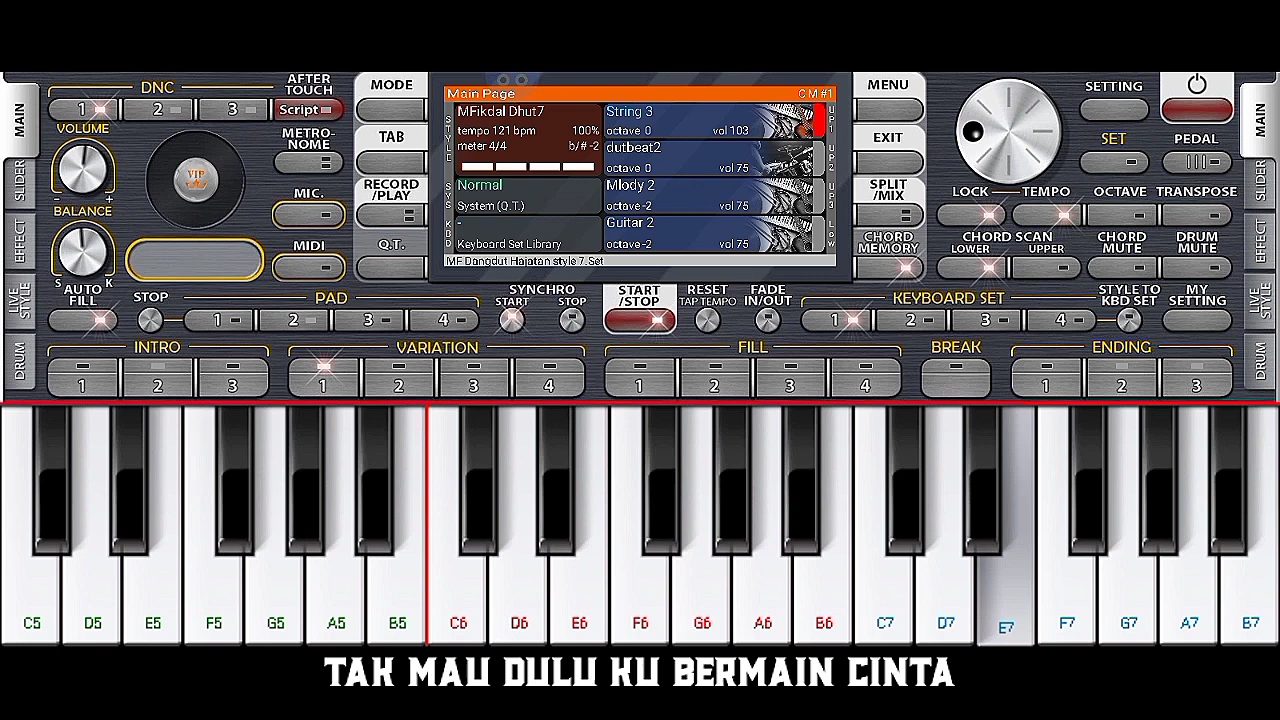 MAIN
SLIDER
EFFECT
LIVE STYLE
DRUM
DNC
1 2 3
AFTER TOUCH
Script
VOLUME
- +
METRO-NOME
VIP
MIC.
BALANCE
MIDI
S K
AUTO FILL
STOP
PAD
1 2 3 4
INTRO
1 2 3
VARIATION
1 2 3 4
MODE
TAB
RECORD /PLAY
Q.T.
Main Page C M #1
STYLE
MFikdal Dhut7
tempo 121 bpm 100%
meter 4/4 b/# -2
SYS
Normal
System (Q.T.)
KBD
-
Keyboard Set Library
UP1
String 3
octave 0 vol 103
UP2
dutbeat2
octave 0 vol 75
UP3
Mlody 2
octave -2 vol 75
LOW
Guitar 2
octave -2 vol 75
MF Dangdut Hajatan style 7.Set
MENU
EXIT
SPLIT /MIX
CHORD MEMORY
SYNCHRO
START STOP
START /STOP
RESET
TAP TEMPO
FADE IN/OUT
FILL
1 2 3 4
SETTING
SET
PEDAL
LOCK TEMPO OCTAVE TRANSPOSE
CHORD SCAN
LOWER UPPER
CHORD MUTE
DRUM MUTE
KEYBOARD SET
1 2 3 4
STYLE TO KBD SET
MY SETTING
BREAK
ENDING
1 2 3
MAIN
SLIDER
EFFECT
LIVE STYLE
DRUM
C5 D5 E5 F5 G5 A5 B5 C6 D6 E6 F6 G6 A6 B6 C7 D7 E7 F7 G7 A7 B7
TAK MAU DULU KU BERMAIN CINTA